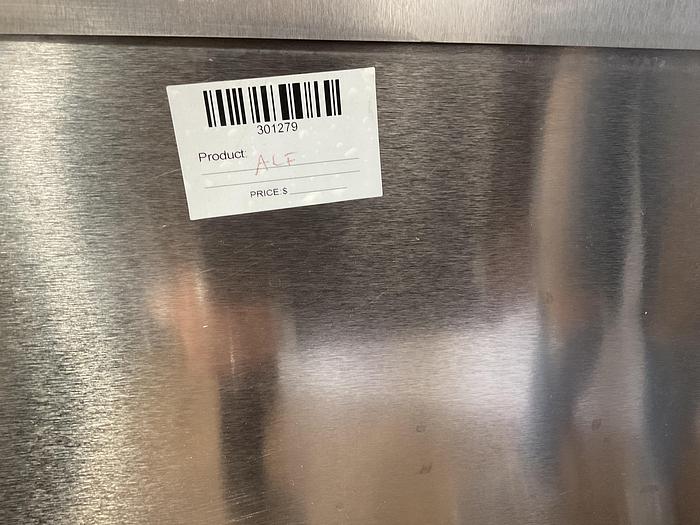 301279
Product: ALF
PRICE:$